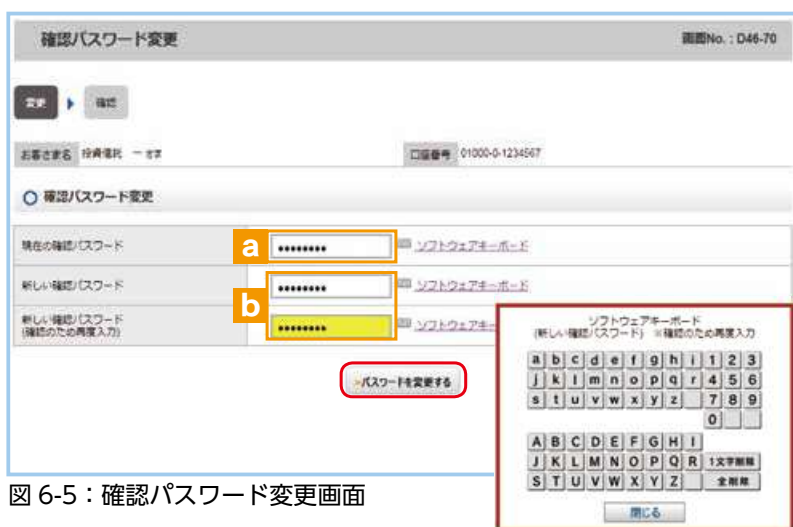 確認パスワード変更 画面No. : D46-70
変更 確認
お客さま名 投資信託 一 さま 口座番号 01000-0-1234567
確認パスワード変更
現在の確認パスワード a •••••••• ソフトウェアキーボード
新しい確認パスワード •••••••• ソフトウェアキーボード
b
新しい確認パスワード
(確認のため再度入力) •••••••• ソフトウェアキー
>パスワードを変更する
ソフトウェアキーボード
(新しい確認パスワード) ※確認のため再度入力
a b c d e f g h i 1 2 3
j k l m n o p q r 4 5 6
s t u v w x y z 7 8 9
0
A B C D E F G H I
J K L M N O P Q R 1文字削除
S T U V W X Y Z 全削除
閉じる
図 6-5：確認パスワード変更画面